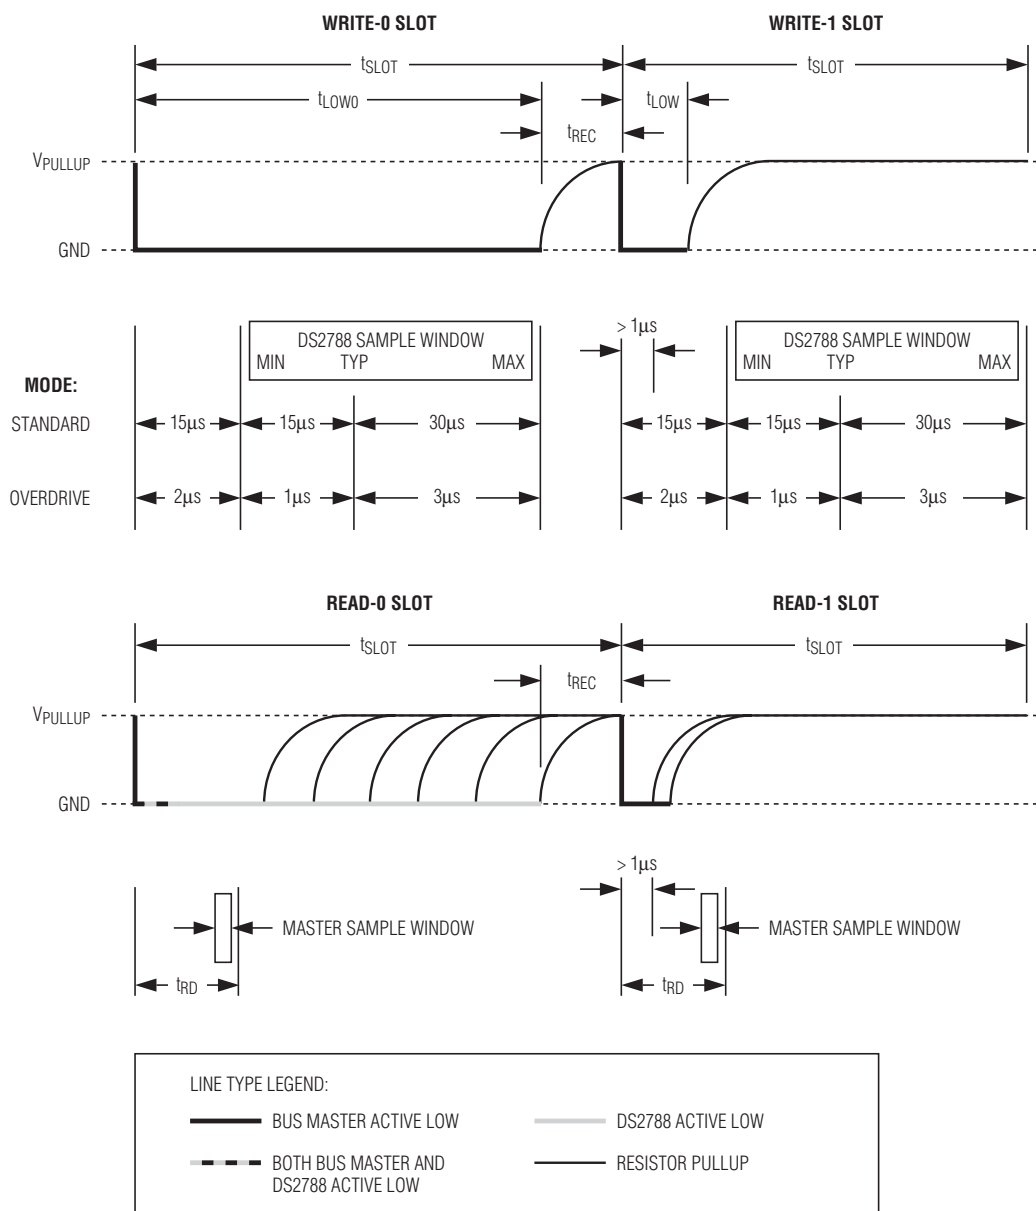 WRITE-0 SLOT WRITE-1 SLOT
tSLOT tSLOT
tLOW0 tLOW
tREC
VPULLUP
GND
> 1μs
DS2788 SAMPLE WINDOW DS2788 SAMPLE WINDOW
MIN TYP MAX MIN TYP MAX
MODE:
STANDARD 15μs 15μs 30μs 15μs 15μs 30μs
OVERDRIVE 2μs 1μs 3μs 2μs 1μs 3μs
READ-0 SLOT READ-1 SLOT
tSLOT tSLOT
tREC
VPULLUP
GND
> 1μs
MASTER SAMPLE WINDOW MASTER SAMPLE WINDOW
tRD tRD
LINE TYPE LEGEND:
BUS MASTER ACTIVE LOW DS2788 ACTIVE LOW
BOTH BUS MASTER AND RESISTOR PULLUP
DS2788 ACTIVE LOW